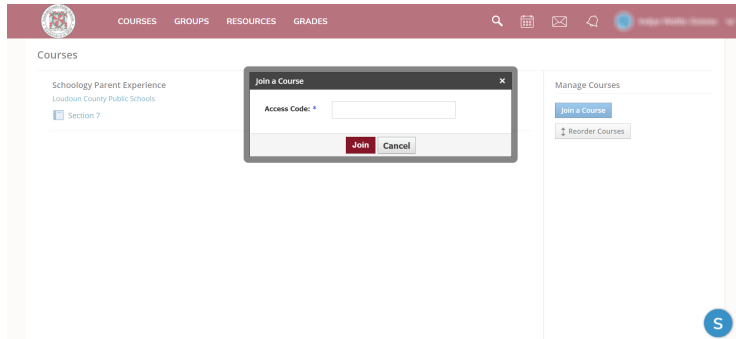 COURSES GROUPS RESOURCES GRADES
Courses
Schoology Parent Experience
Loudoun County Public Schools
Section 7
Join a Course ×
Access Code: *
Join Cancel
Manage Courses
Join a Course
Reorder Courses
S